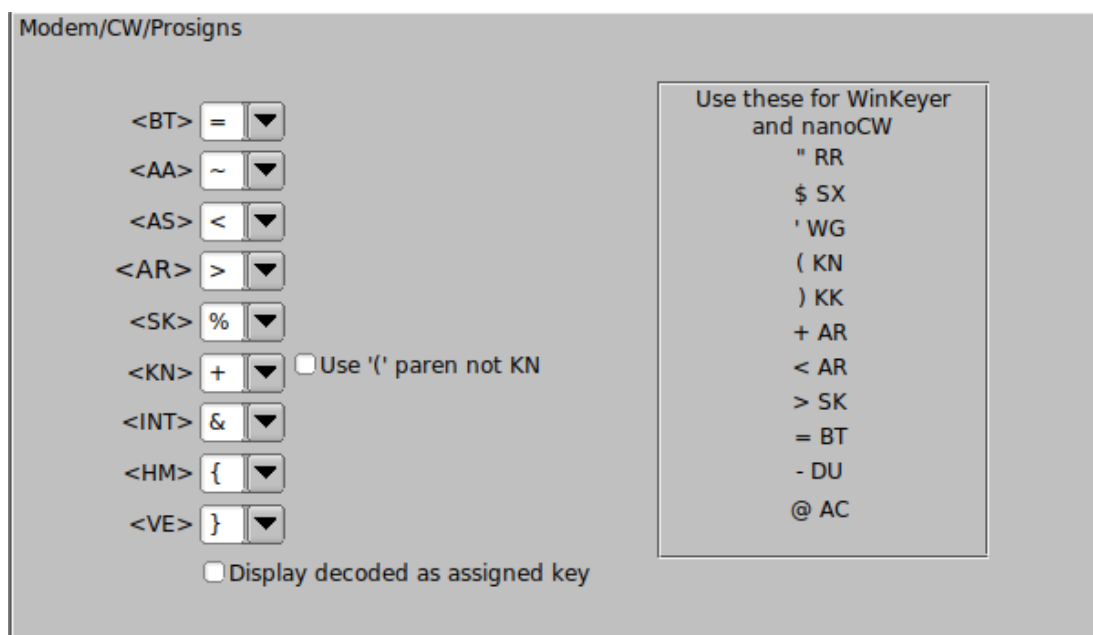 Modem/CW/Prosigns
<BT> =
<AA> ~
<AS> <
<AR> >
<SK> %
<KN> + Use '(' paren not KN
<INT> &
<HM> {
<VE> }
Display decoded as assigned key
Use these for WinKeyer
and nanoCW
" RR
$ SX
' WG
( KN
) KK
+ AR
< AR
> SK
= BT
- DU
@ AC